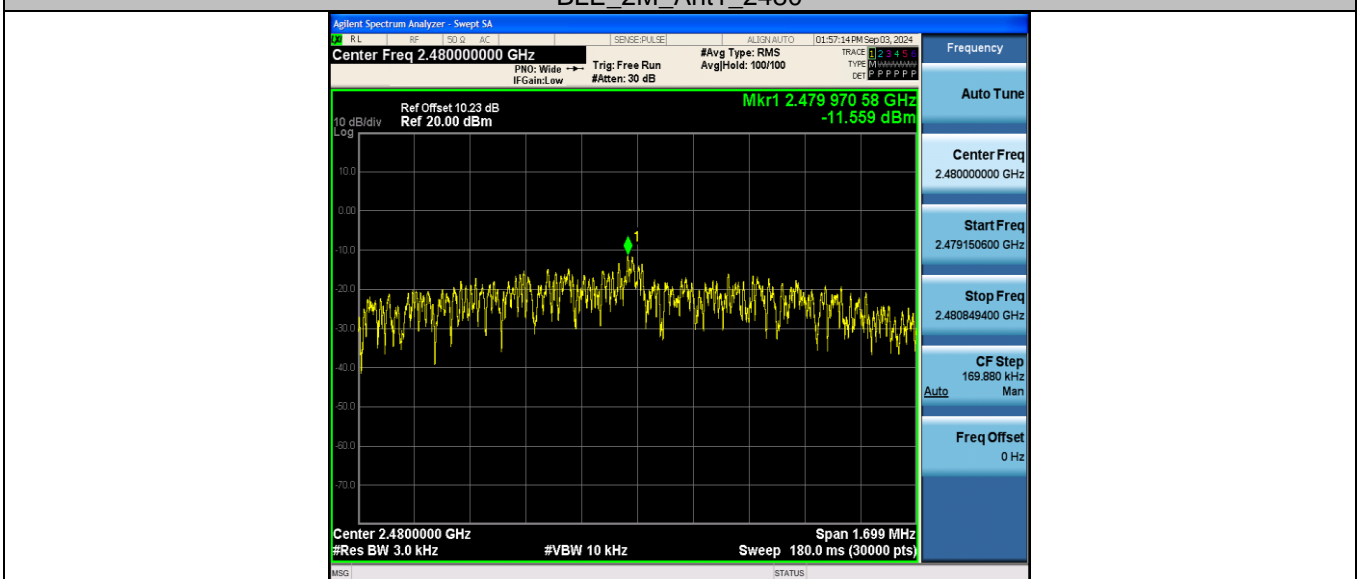 BLE_2M_Ant1_2480
Agilent Spectrum Analyzer - Swept SA
RL RF 50 Ω AC SENSE:PULSE ALIGN AUTO 01:57:14 PM Sep 03, 2024
Center Freq 2.480000000 GHz
PNO: Wide
IFGain:Low
Trig: Free Run
#Atten: 30 dB
#Avg Type: RMS
Avg|Hold: 100/100
TRACE 1 2 3 4 5 6
TYPE M
DET P P P P P P
Ref Offset 10.23 dB
10 dB/div Ref 20.00 dBm
Log
Mkr1 2.479 970 58 GHz
-11.559 dBm
10.0
0.00
-10.0
-20.0
-30.0
-40.0
-50.0
-60.0
-70.0
1
Center 2.4800000 GHz Span 1.699 MHz
#Res BW 3.0 kHz #VBW 10 kHz Sweep 180.0 ms (30000 pts)
MSG STATUS
Frequency
Auto Tune
Center Freq
2.480000000 GHz
Start Freq
2.479150600 GHz
Stop Freq
2.480849400 GHz
CF Step
169.880 kHz
Auto Man
Freq Offset
0 Hz